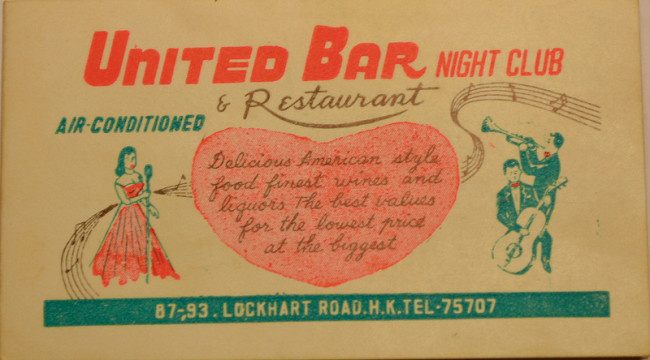 UNITED BAR NIGHT CLUB
& Restaurant
AIR-CONDITIONED
Delicious American style
food finest wines and
liquors. The best values
for the lowest price
at the biggest
87-93. LOCKHART ROAD.H.K.TEL-75707